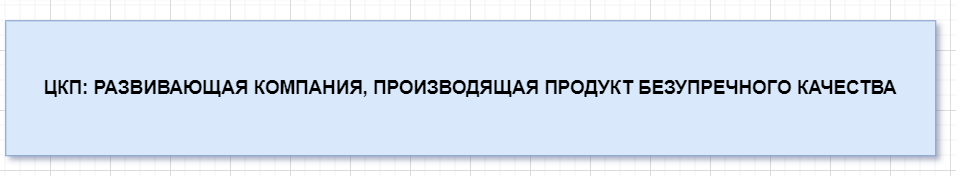 ЦКП: РАЗВИВАЮЩАЯ КОМПАНИЯ, ПРОИЗВОДЯЩАЯ ПРОДУКТ БЕЗУПРЕЧНОГО КАЧЕСТВА